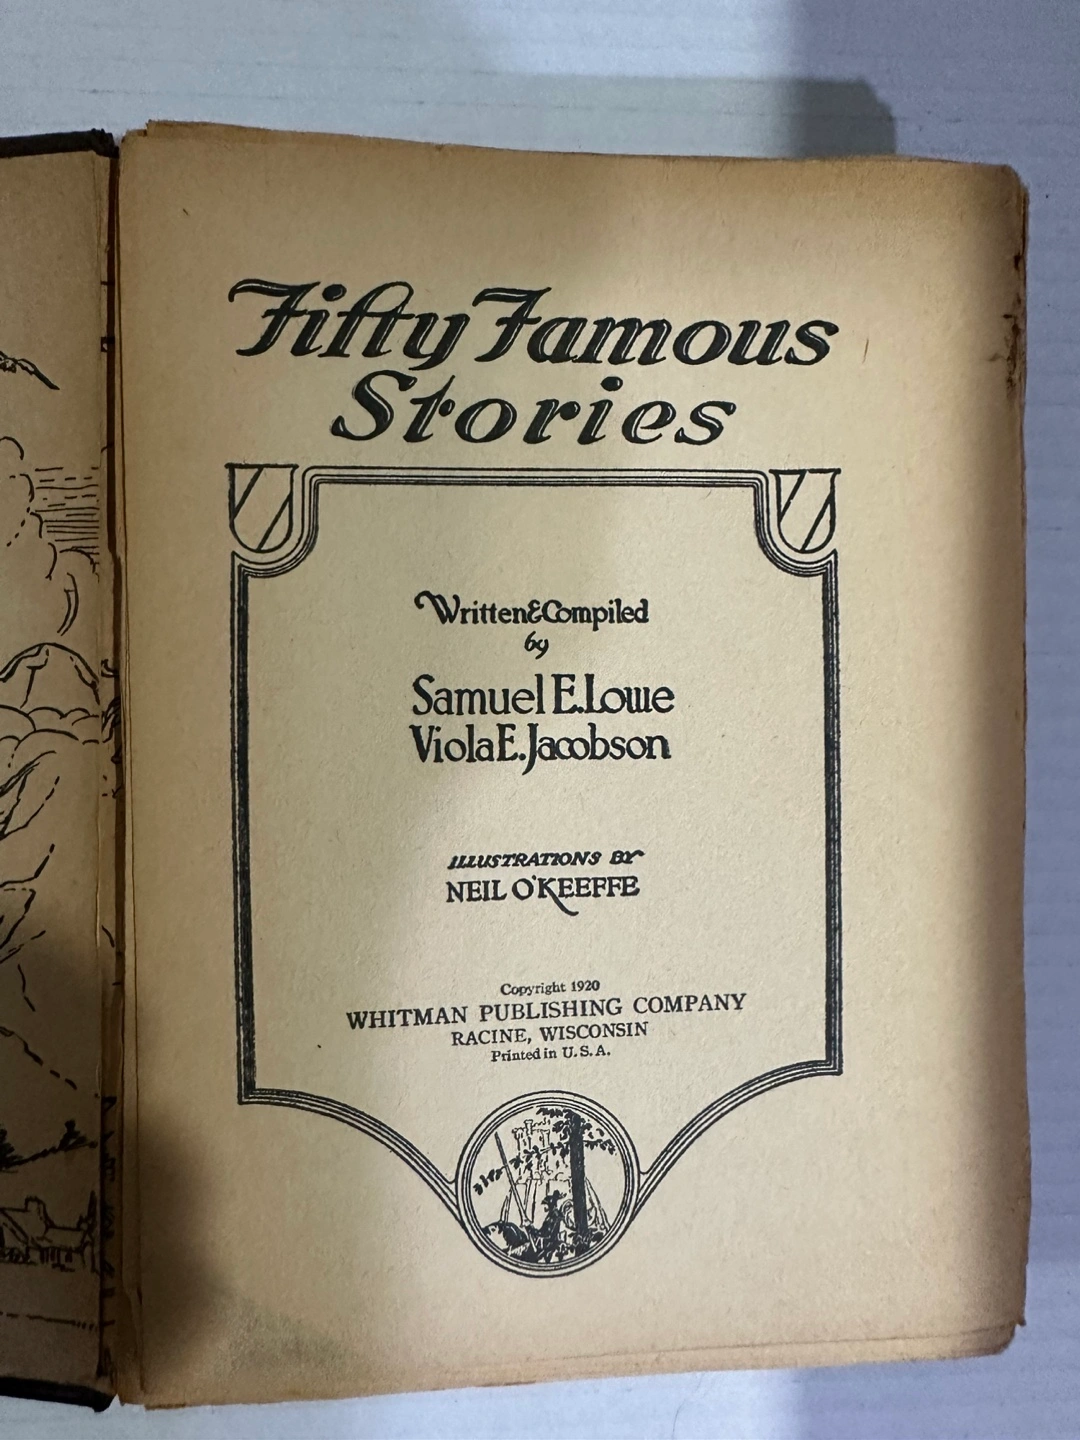 Fifty Famous
Stories
Written & Compiled
by
Samuel E. Lowe
Viola E. Jacobson
ILLUSTRATIONS BY
NEIL O'KEEFFE
Copyright 1920
WHITMAN PUBLISHING COMPANY
RACINE, WISCONSIN
Printed in U. S. A.